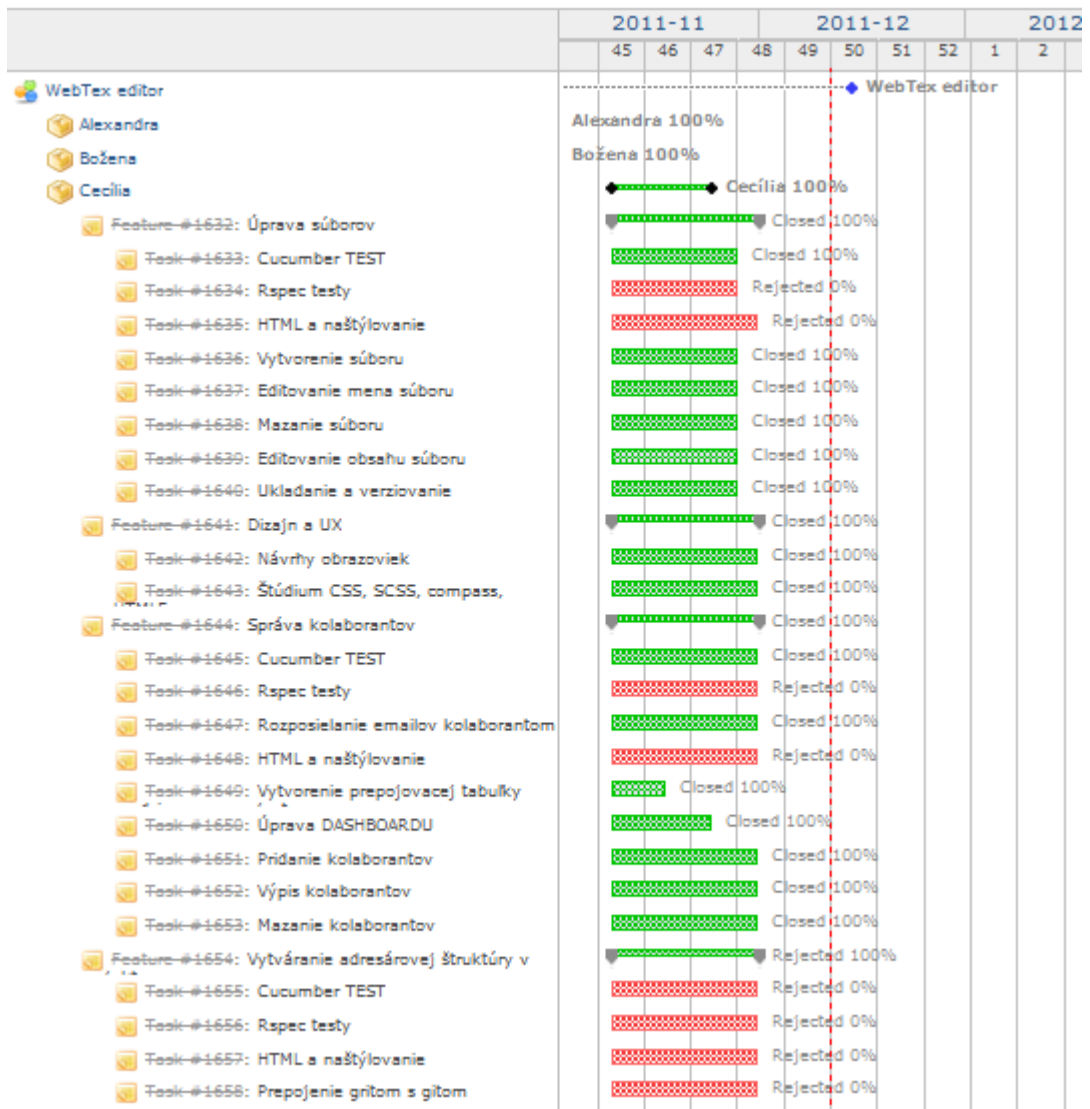 2011-11 2011-12 2012
45 46 47 48 49 50 51 52 1 2
WebTex editor WebTex editor
Alexandra Alexandra 100%
Božena Božena 100%
Cecília Cecília 100%
Feature #1632: Úprava súborov Closed 100%
Task #1633: Cucumber TEST Closed 100%
Task #1634: Rspec testy Rejected 0%
Task #1635: HTML a naštýlovanie Rejected 0%
Task #1636: Vytvorenie súboru Closed 100%
Task #1637: Editovanie mena súboru Closed 100%
Task #1638: Mazanie súboru Closed 100%
Task #1639: Editovanie obsahu súboru Closed 100%
Task #1640: Ukladanie a verziovanie Closed 100%
Feature #1641: Dizajn a UX Closed 100%
Task #1642: Návrhy obrazoviek Closed 100%
Task #1643: Štúdium CSS, SCSS, compass, Closed 100%
Feature #1644: Správa kolaborantov Closed 100%
Task #1645: Cucumber TEST Closed 100%
Task #1646: Rspec testy Rejected 0%
Task #1647: Rozposielanie emailov kolaborantom Closed 100%
Task #1648: HTML a naštýlovanie Rejected 0%
Task #1649: Vytvorenie prepojovacej tabuľky Closed 100%
Task #1650: Úprava DASHBOARDU Closed 100%
Task #1651: Pridanie kolaborantov Closed 100%
Task #1652: Výpis kolaborantov Closed 100%
Task #1653: Mazanie kolaborantov Closed 100%
Feature #1654: Vytváranie adresárovej štruktúry v Rejected 100%
Task #1655: Cucumber TEST Rejected 0%
Task #1656: Rspec testy Rejected 0%
Task #1657: HTML a naštýlovanie Rejected 0%
Task #1658: Prepojenie gritom s gitom Rejected 0%